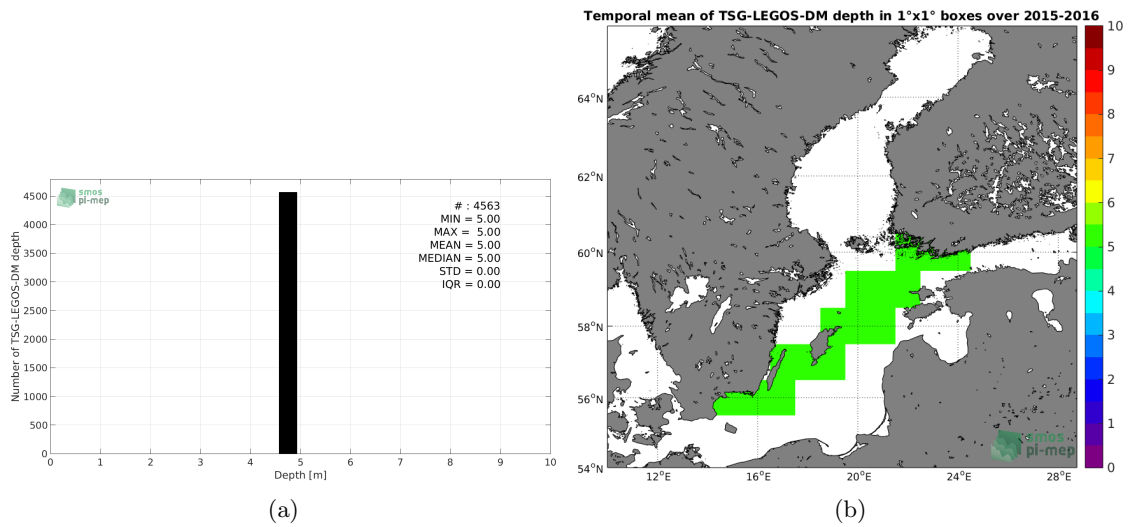 smos
pi-mep
# : 4563
MIN = 5.00
MAX = 5.00
MEAN = 5.00
MEDIAN = 5.00
STD = 0.00
IQR = 0.00
4500
4000
3500
3000
2500
2000
1500
1000
500
0
Number of TSG-LEGOS-DM depth
0 1 2 3 4 5 6 7 8 9 10
Depth [m]
(a)
Temporal mean of TSG-LEGOS-DM depth in 1°x1° boxes over 2015-2016
64°N
62°N
60°N
58°N
56°N
54°N
12°E 16°E 20°E 24°E 28°E
smos
pi-mep
10
9
8
7
6
5
4
3
2
1
0
(b)